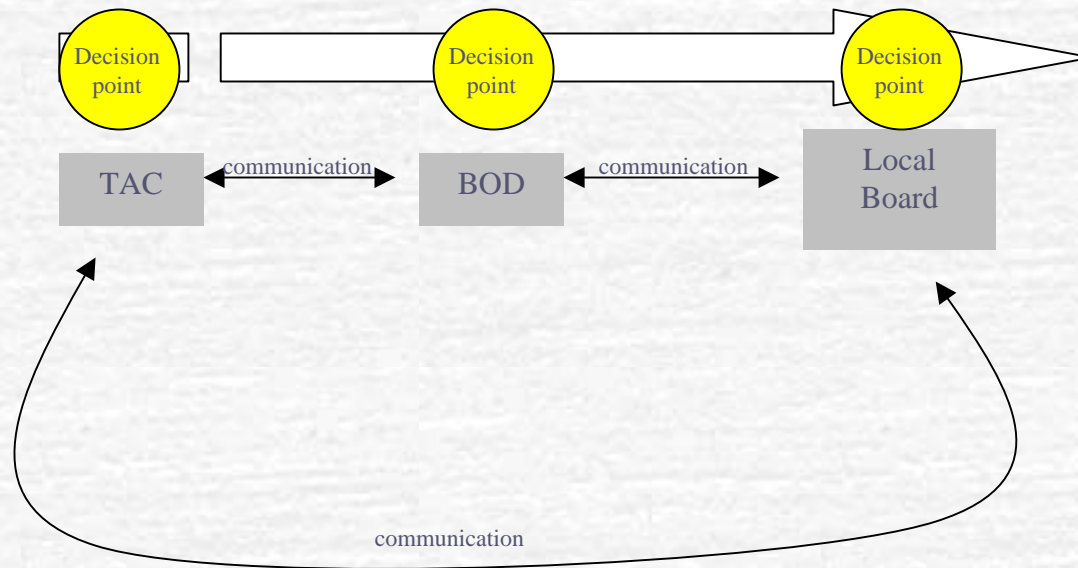 Decision
point
Decision
point
Decision
point
TAC
communication
BOD
communication
Local
Board
communication